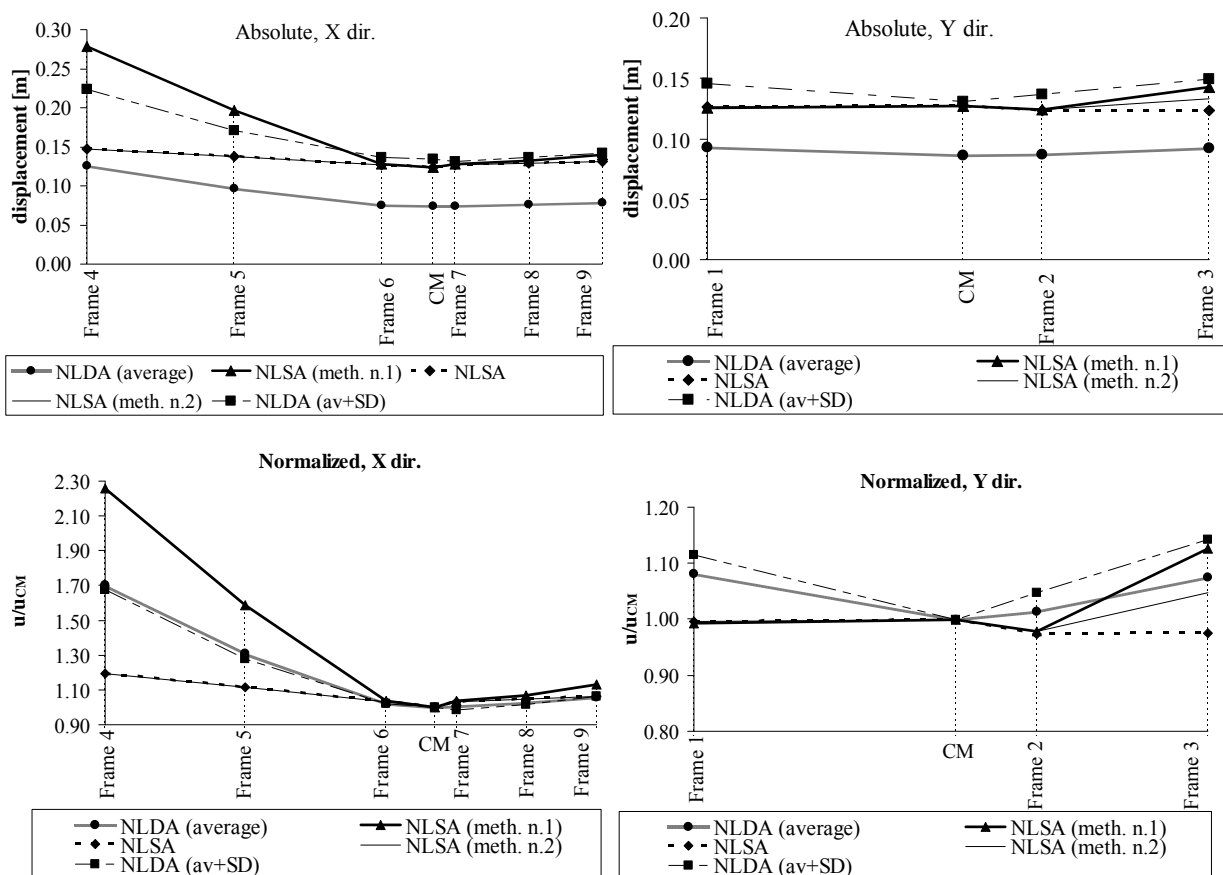 Absolute, X dir.
displacement [m]
0.30
0.25
0.20
0.15
0.10
0.05
0.00
Frame 4
Frame 5
Frame 6
CM
Frame 7
Frame 8
Frame 9
NLDA (average)
NLSA (meth. n.1)
NLSA
NLSA (meth. n.2)
NLDA (av+SD)
Absolute, Y dir.
displacement [m]
0.20
0.15
0.10
0.05
0.00
Frame 1
CM
Frame 2
Frame 3
NLDA (average)
NLSA (meth. n.1)
NLSA
NLSA (meth. n.2)
NLDA (av+SD)
Normalized, X dir.
u/uCM
2.30
2.10
1.90
1.70
1.50
1.30
1.10
0.90
Frame 4
Frame 5
Frame 6
CM
Frame 7
Frame 8
Frame 9
NLDA (average)
NLSA (meth. n.1)
NLSA
NLSA (meth. n.2)
NLDA (av+SD)
Normalized, Y dir.
u/uCM
1.20
1.10
1.00
0.90
0.80
Frame 1
CM
Frame 2
Frame 3
NLDA (average)
NLSA (meth. n.1)
NLSA
NLSA (meth. n.2)
NLDA (av+SD)